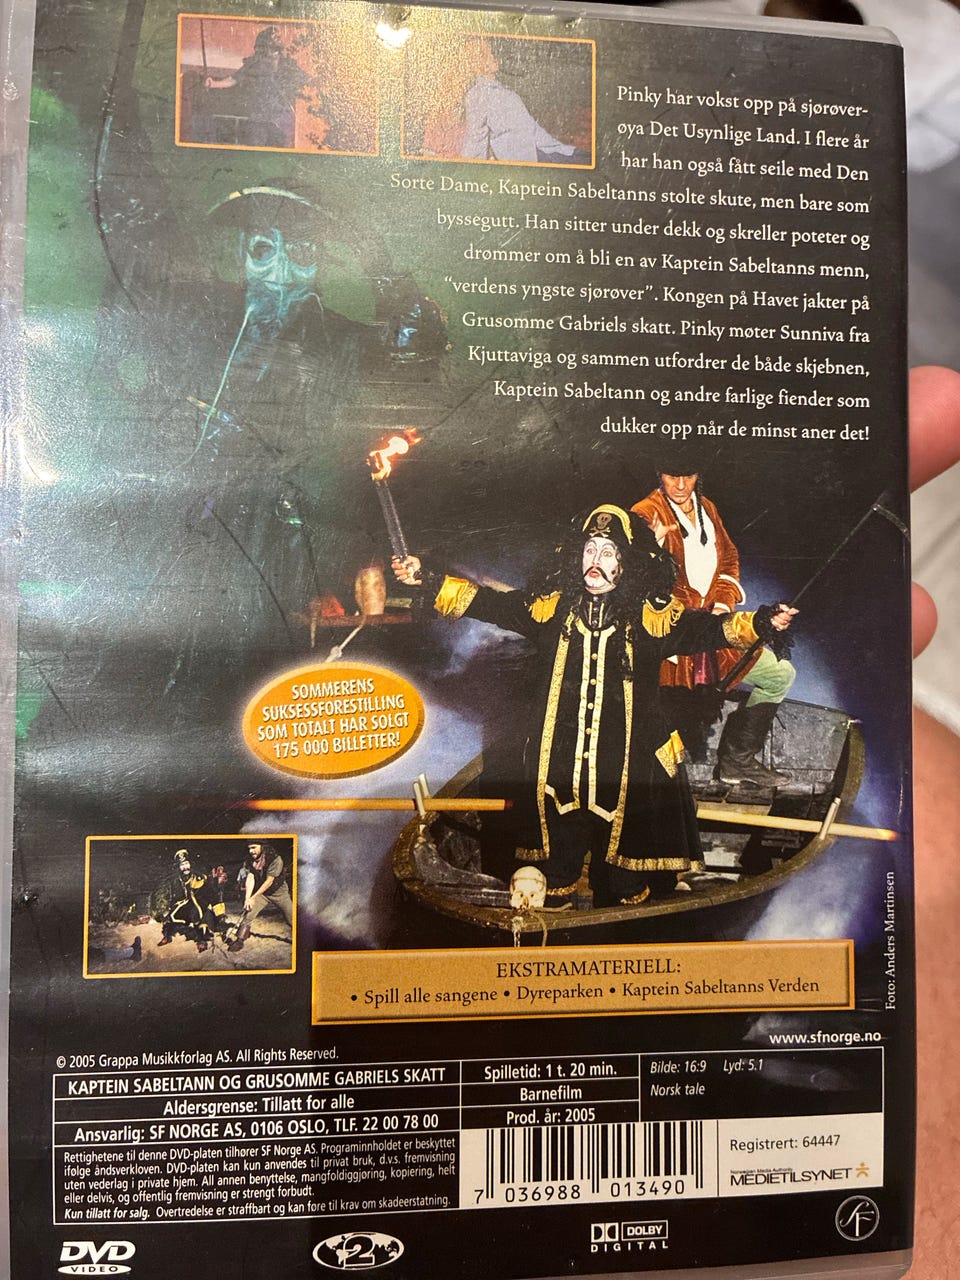 Pinky har vokst opp på sjørøver-
øya Det Usynlige Land. I flere år
har han også fått seile med Den
Sorte Dame, Kaptein Sabeltanns stolte skute, men bare som
byssegutt. Han sitter under dekk og skreller poteter og
drømmer om å bli en av Kaptein Sabeltanns menn,
“verdens yngste sjørøver”. Kongen på Havet jakter på
Grusomme Gabriels skatt. Pinky møter Sunniva fra
Kjuttaviga og sammen utfordrer de både skjebnen,
Kaptein Sabeltann og andre farlige fiender som
dukker opp når de minst aner det!
SOMMERENS
SUKSESSFORESTILLING
SOM TOTALT HAR SOLGT
175 000 BILLETTER!
Foto: Anders Martinsen
EKSTRAMATERIELL:
• Spill alle sangene • Dyreparken • Kaptein Sabeltanns Verden
www.sfnorge.no
© 2005 Grappa Musikkforlag AS. All Rights Reserved.
KAPTEIN SABELTANN OG GRUSOMME GABRIELS SKATT
Aldersgrense: Tillatt for alle
Ansvarlig: SF NORGE AS, 0106 OSLO, TLF. 22 00 78 00
Rettighetene til denne DVD-platen tilhører SF Norge AS. Programinnholdet er beskyttet
ifølge åndsverkloven. DVD-platen kan kun anvendes til privat bruk, d.v.s. fremvisning
uten vederlag i private hjem. All annen benyttelse, mangfoldiggjøring, kopiering, helt
eller delvis, og offentlig fremvisning er strengt forbudt.
Kun tillatt for salg. Overtredelse er straffbart og kan føre til krav om skadeerstatning.
Spilletid: 1 t. 20 min.
Barnefilm
Prod. år: 2005
Bilde: 16:9 Lyd: 5.1
Norsk tale
7 036988 013490
Registrert: 64447
Norwegian Media Authority
MEDIETILSYNET
DVD
VIDEO
2
DOLBY
DIGITAL
SF